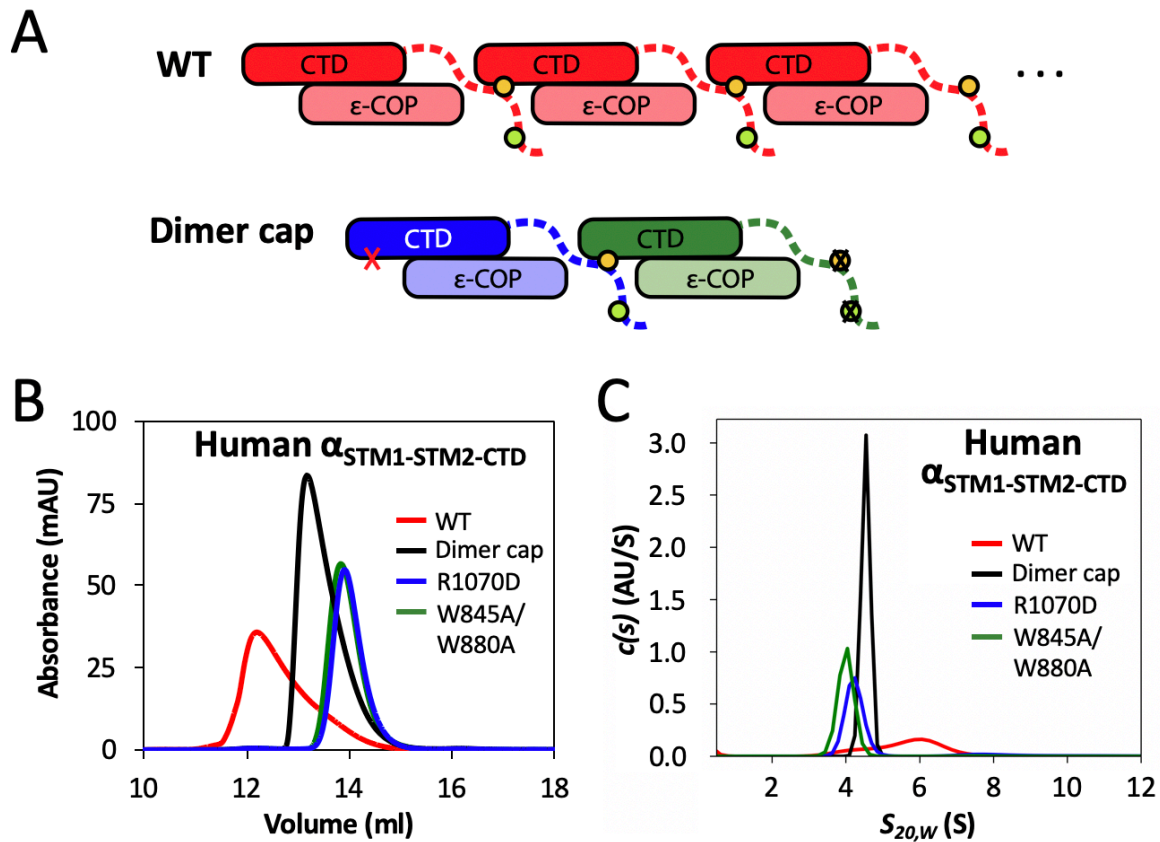 A
WT
CTD CTD CTD
ε-COP ε-COP ε-COP
...
Dimer cap
CTD CTD
ε-COP ε-COP
B
Human αSTM1-STM2-CTD
WT
Dimer cap
R1070D
W845A/
W880A
Absorbance (mAU)
100
75
50
25
0
10 12 14 16 18
Volume (ml)
C
Human
αSTM1-STM2-CTD
WT
Dimer cap
R1070D
W845A/
W880A
c(s) (AU/S)
3.0
2.5
2.0
1.5
1.0
0.5
0.0
2 4 6 8 10 12
S20,W (S)